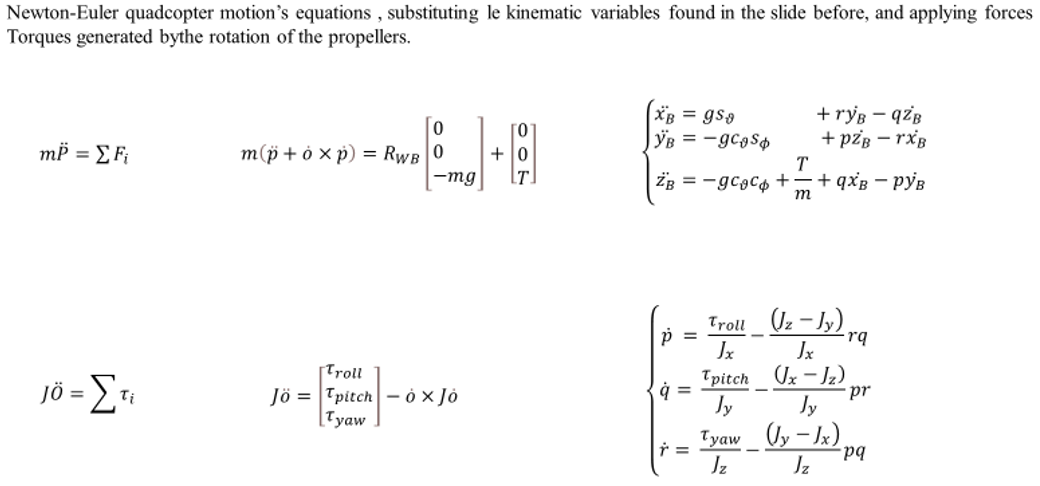 Newton-Euler quadcopter motion's equations , substituting le kinematic variables found in the slide before, and applying forces
Torques generated bythe rotation of the propellers.
mP̈ = ∑ Fᵢ
m(p̈ + ȯ × ṗ) = R_WB [0 0 −mg] + [0 0 T]
{ẍ_B = gs_ϑ + rẏ_B − qż_B
ÿ_B = −gc_ϑs_ϕ + pż_B − rẋ_B
z̈_B = −gc_ϑc_ϕ + T/m + qẋ_B − pẏ_B
JÖ = ∑ τᵢ
Jö = [τ_roll τ_pitch τ_yaw] − ȯ × Jȯ
{ṗ = τ_roll/J_x − (J_z − J_y)/J_x rq
q̇ = τ_pitch/J_y − (J_x − J_z)/J_y pr
ṙ = τ_yaw/J_z − (J_y − J_x)/J_z pq